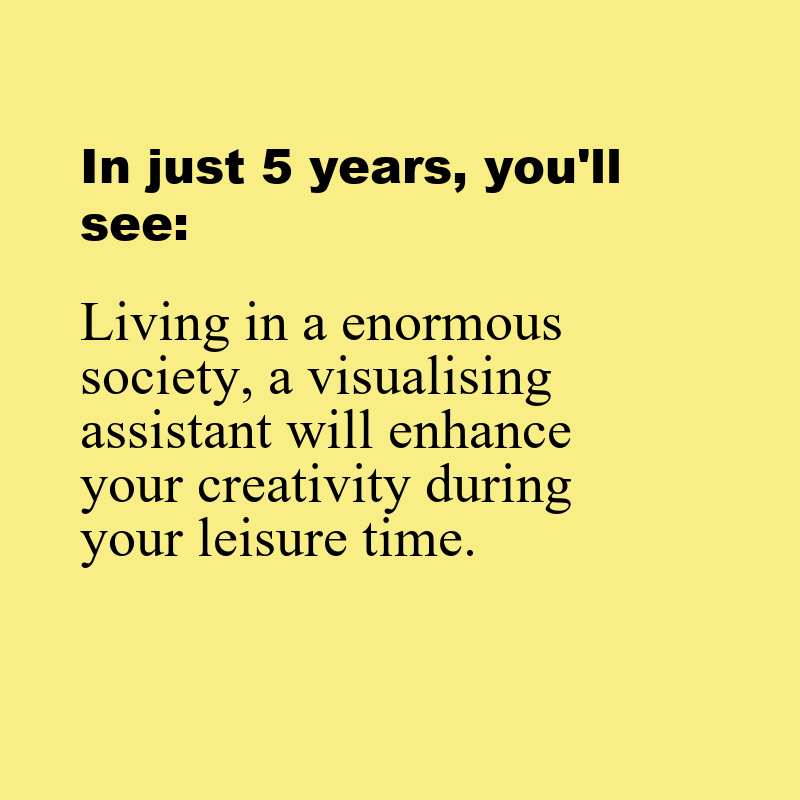 In just 5 years, you'll
see:
Living in a enormous
society, a visualising
assistant will enhance
your creativity during
your leisure time.